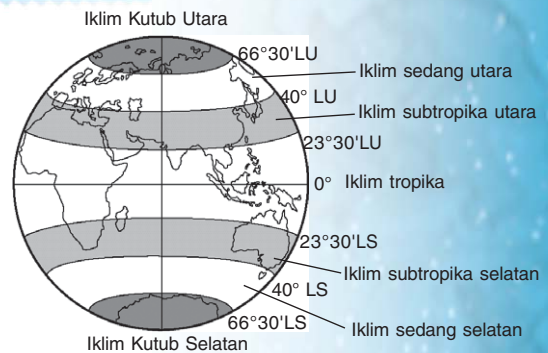 Iklim Kutub Utara
66°30'LU
Iklim sedang utara
40° LU
Iklim subtropika utara
23°30'LU
0° Iklim tropika
23°30'LS
Iklim subtropika selatan
40° LS
66°30'LS
Iklim sedang selatan
Iklim Kutub Selatan